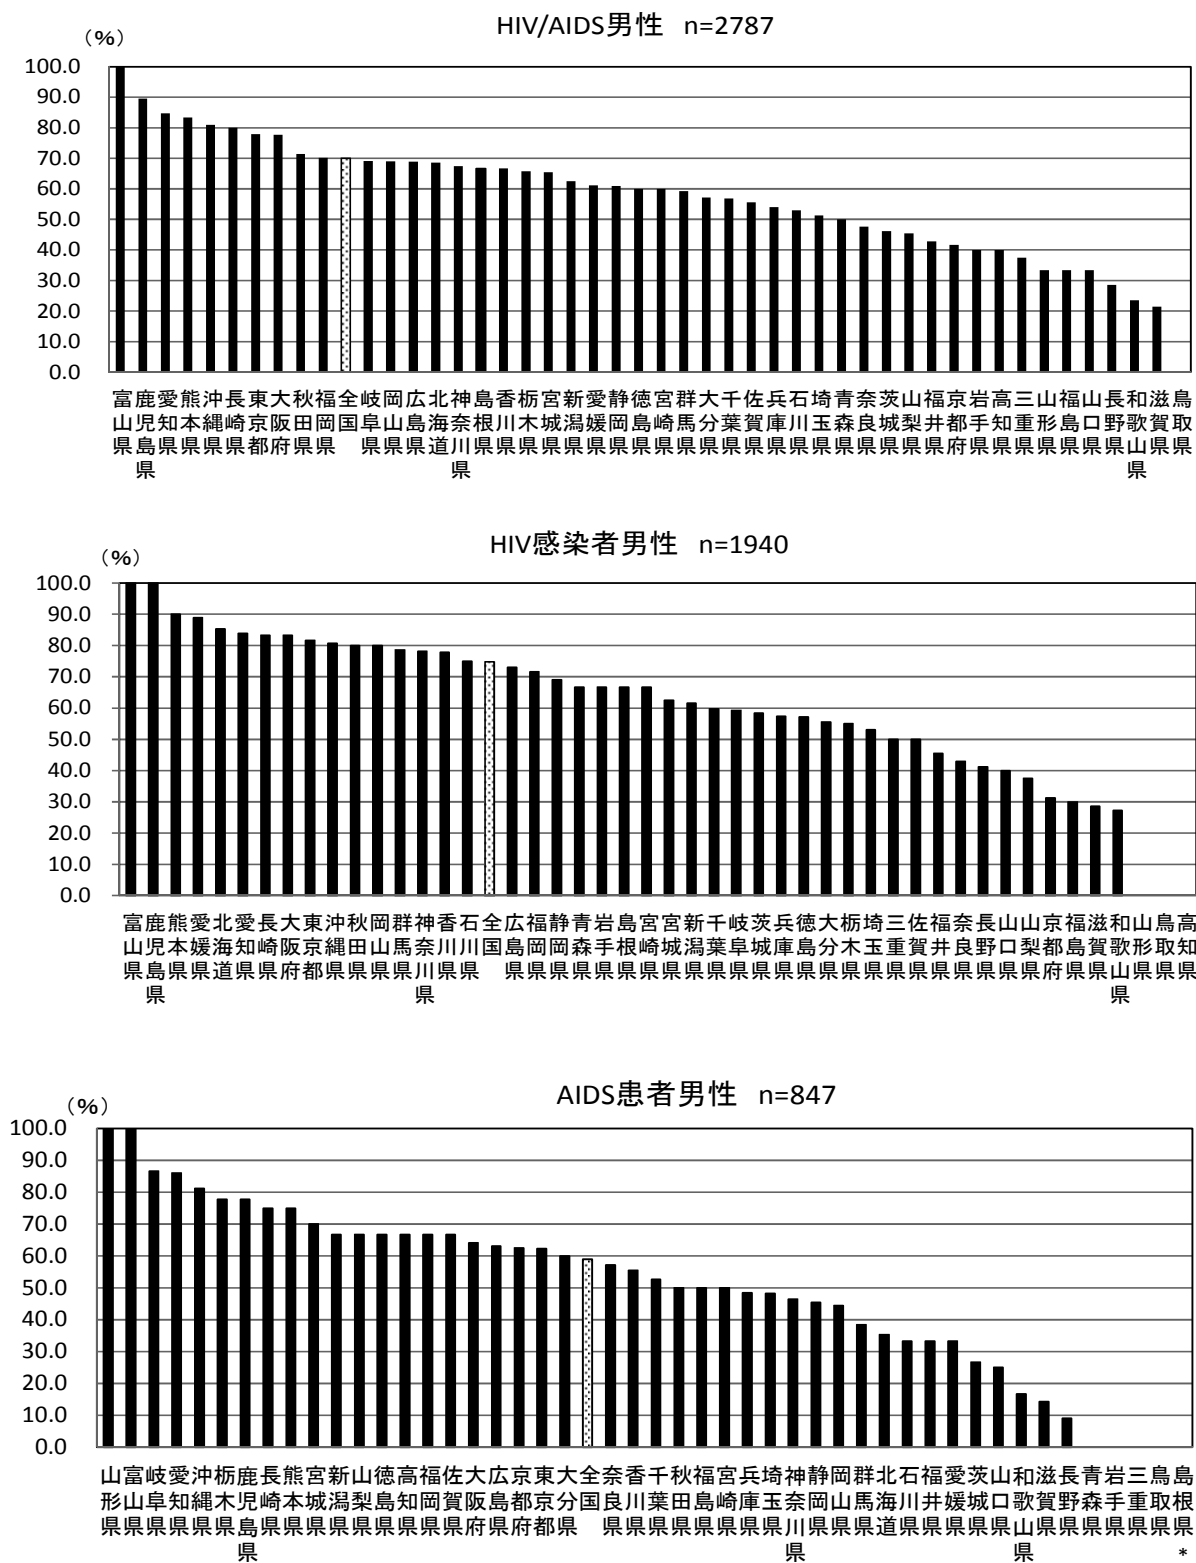 HIV/AIDS男性 n=2787
（%）
100.0
90.0
80.0
70.0
60.0
50.0
40.0
30.0
20.0
10.0
0.0
富山県
鹿児島県
愛知県
熊本県
沖縄県
長崎県
東京都
大阪府
秋田県
福岡県
全国
岐阜県
岡山県
広島県
北海道
神奈川県
島根県
香川県
栃木県
宮城県
新潟県
愛媛県
静岡県
徳島県
宮崎県
群馬県
大分県
千葉県
佐賀県
兵庫県
石川県
埼玉県
青森県
奈良県
茨城県
山梨県
福井県
京都府
岩手県
高知県
三重県
山形県
福島県
山口県
長野県
和歌山県
滋賀県
鳥取県
HIV感染者男性 n=1940
（%）
100.0
90.0
80.0
70.0
60.0
50.0
40.0
30.0
20.0
10.0
0.0
富山県
鹿児島県
熊本県
愛媛県
北海道
愛知県
長崎県
大阪府
東京都
沖縄県
秋田県
岡山県
群馬県
神奈川県
香川県
石川県
全国
広島県
福岡県
静岡県
青森県
岩手県
島根県
宮崎県
宮城県
新潟県
千葉県
岐阜県
茨城県
兵庫県
徳島県
大分県
栃木県
埼玉県
三重県
佐賀県
福井県
奈良県
長野県
山口県
山梨県
京都府
福島県
滋賀県
和歌山県
山形県
鳥取県
高知県
AIDS患者男性 n=847
（%）
100.0
90.0
80.0
70.0
60.0
50.0
40.0
30.0
20.0
10.0
0.0
山形県
富山県
岐阜県
愛知県
沖縄県
栃木県
鹿児島県
長崎県
熊本県
宮城県
新潟県
山梨県
徳島県
高知県
福岡県
佐賀県
大阪府
広島県
京都府
東京都
大分県
全国
奈良県
香川県
千葉県
秋田県
福島県
宮崎県
兵庫県
埼玉県
神奈川県
静岡県
岡山県
群馬県
北海道
石川県
福井県
愛媛県
茨城県
山口県
和歌山県
滋賀県
長野県
青森県
岩手県
三重県
鳥取県
島根県*